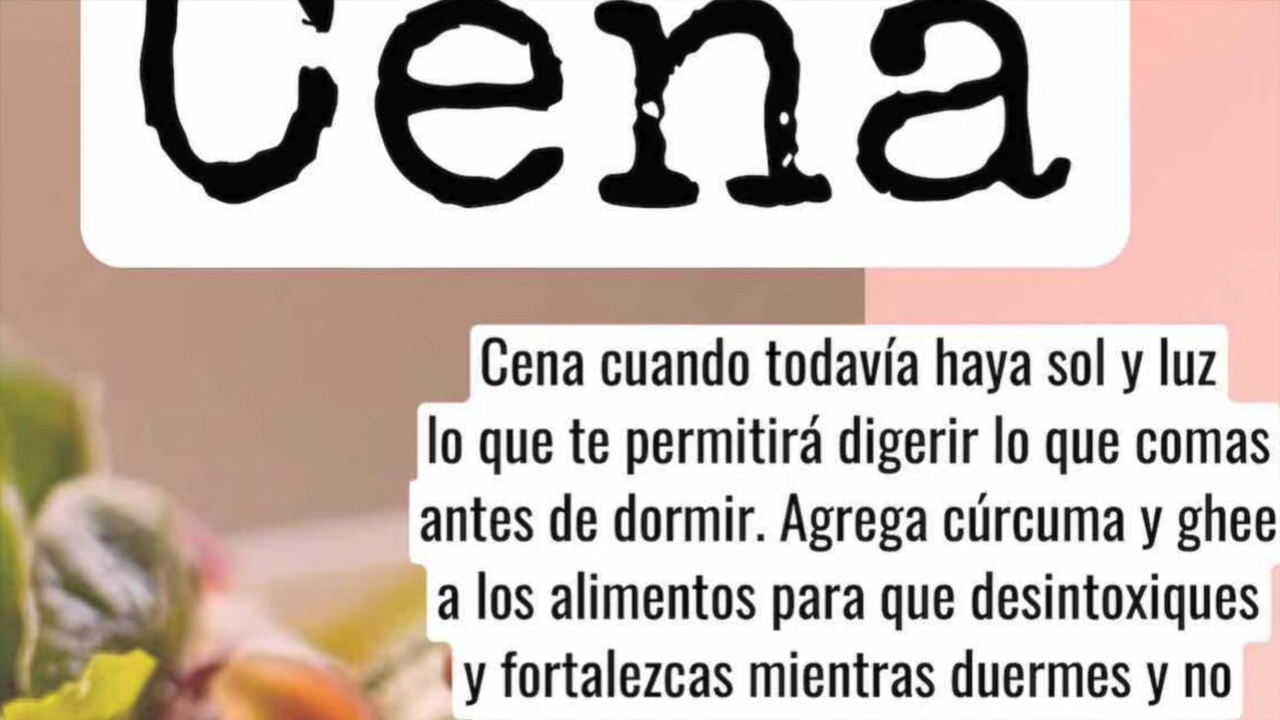 Cena
Cena cuando todavía haya sol y luz
lo que te permitirá digerir lo que comas
antes de dormir. Agrega cúrcuma y ghee
a los alimentos para que desintoxiques
y fortalezcas mientras duermes y no